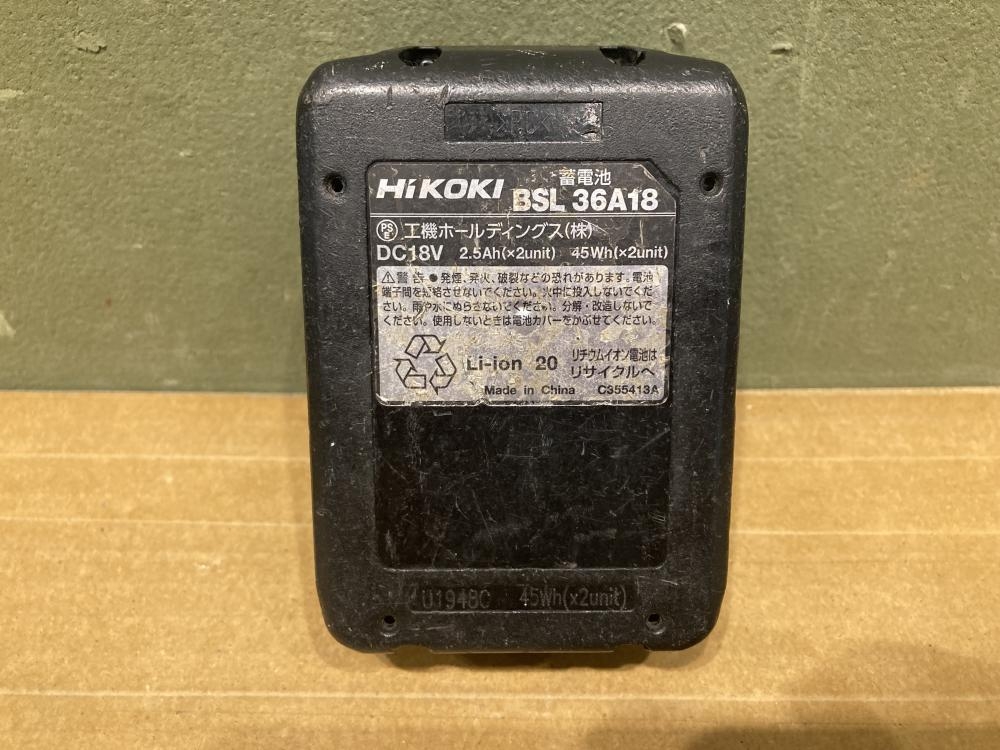 HiKOKI 蓄電池 BSL 36A18
PSE 工機ホールディングス(株)
DC18V 2.5Ah(×2unit) 45Wh(×2unit)
⚠警告 ●発煙、発火、破裂などの恐れがあります。電池
端子間を短絡させないでください。火中に投入しないでくだ
さい。雨や水にぬらさないでください。分解・改造しないで
ください。使用しないときは電池カバーをかぶせてください。
Li-ion 20 リチウムイオン電池は
リサイクルへ
Made in China C355413A
U1948C 45Wh(×2unit)